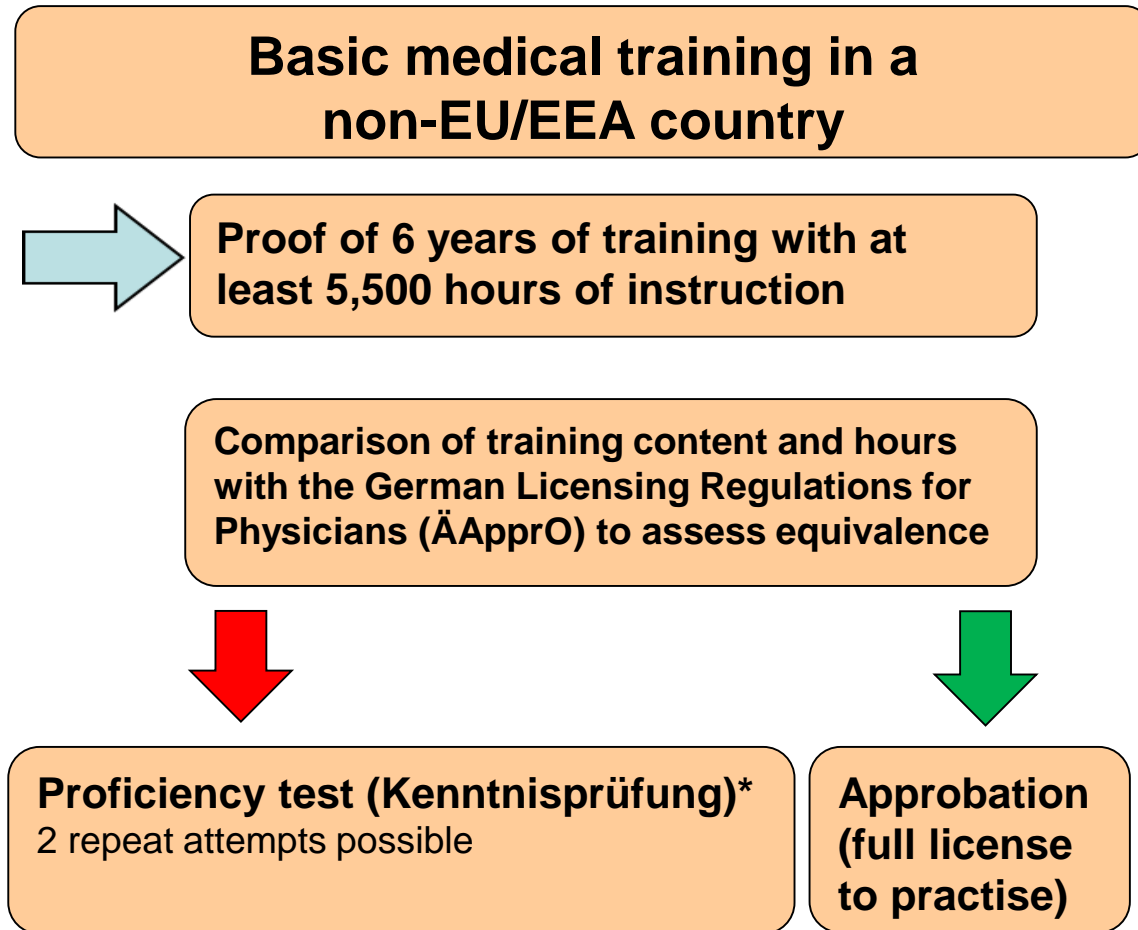 Basic medical training in a
non-EU/EEA country
Proof of 6 years of training with at
least 5,500 hours of instruction
Comparison of training content and hours
with the German Licensing Regulations for
Physicians (ÄApprO) to assess equivalence
Proficiency test (Kenntnisprüfung)*
2 repeat attempts possible
Approbation
(full license
to practise)